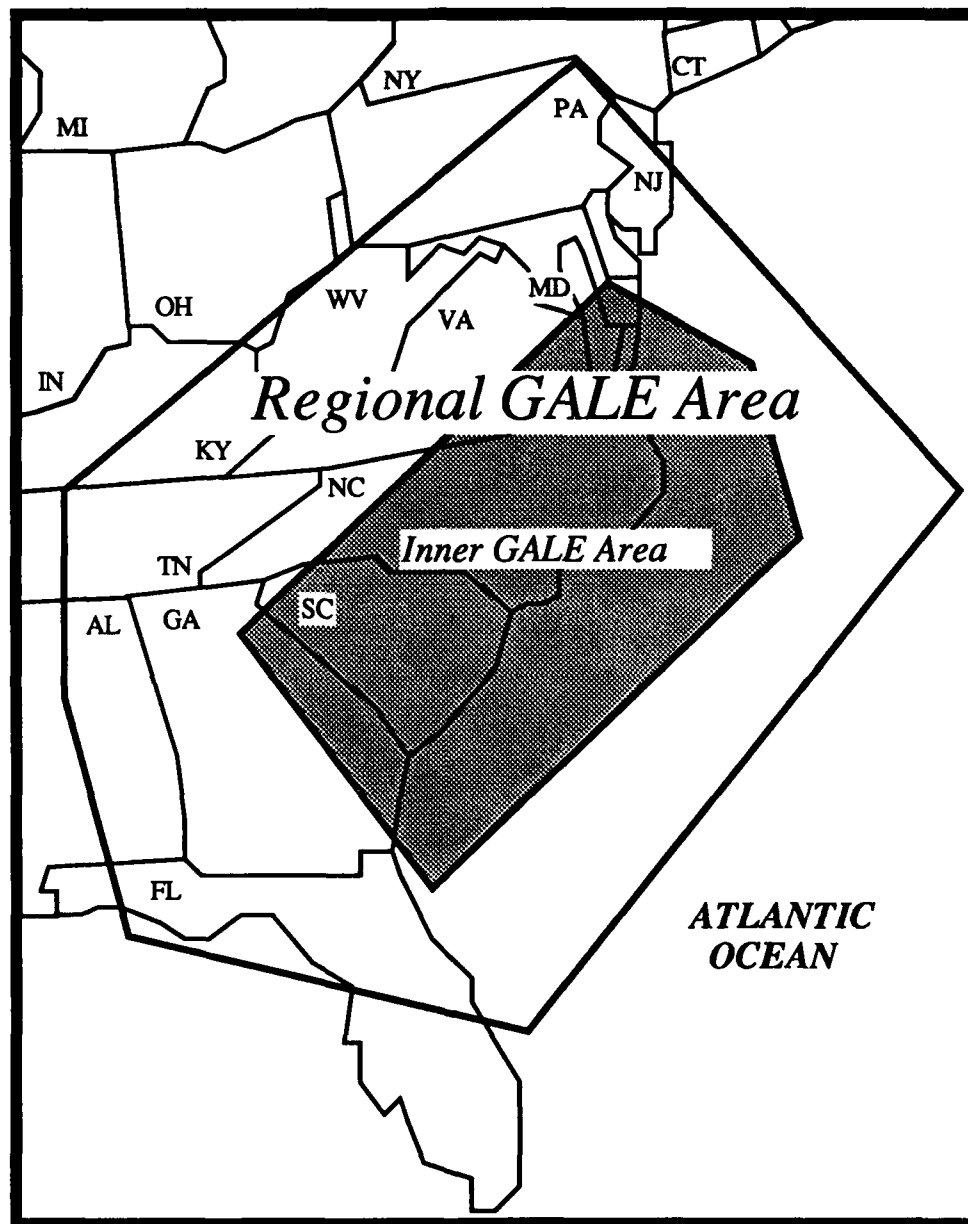 NY
CT
PA
MI
NJ
WV
MD
OH
VA
IN
Regional GALE Area
KY
NC
Inner GALE Area
TN
SC
AL
GA
FL
ATLANTIC
OCEAN